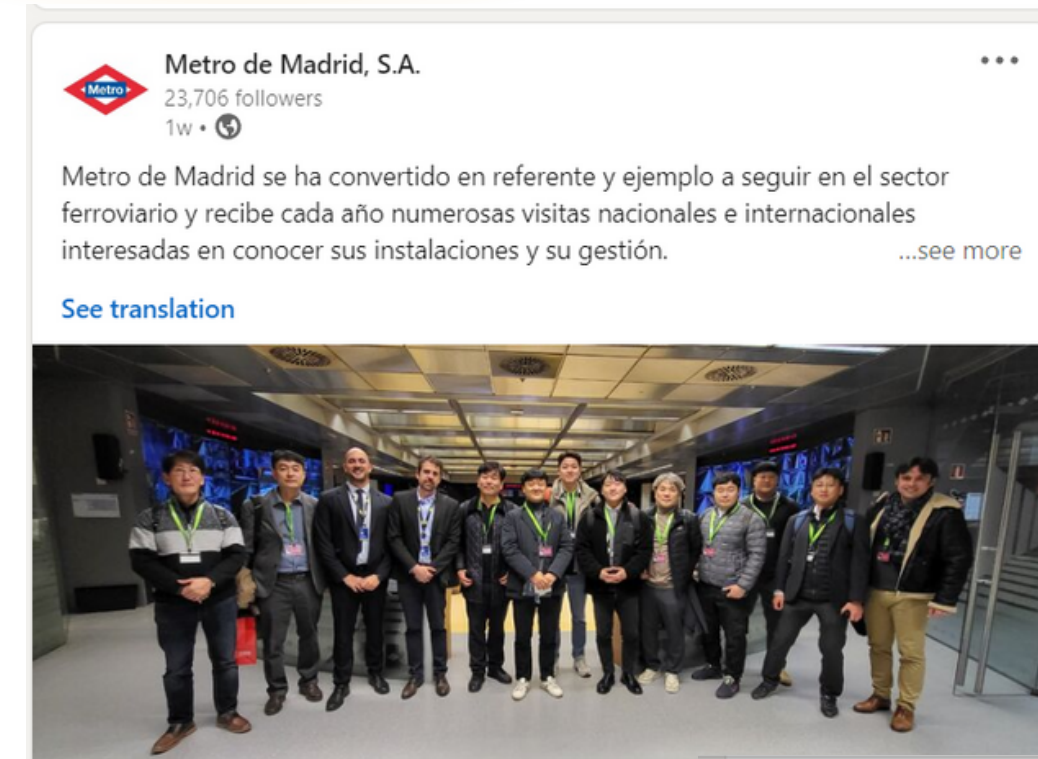 Metro de Madrid, S.A.
•••
Metro
23,706 followers
1w •
Metro de Madrid se ha convertido en referente y ejemplo a seguir en el sector
ferroviario y recibe cada año numerosas visitas nacionales e internacionales
interesadas en conocer sus instalaciones y su gestión.
...see more
See translation